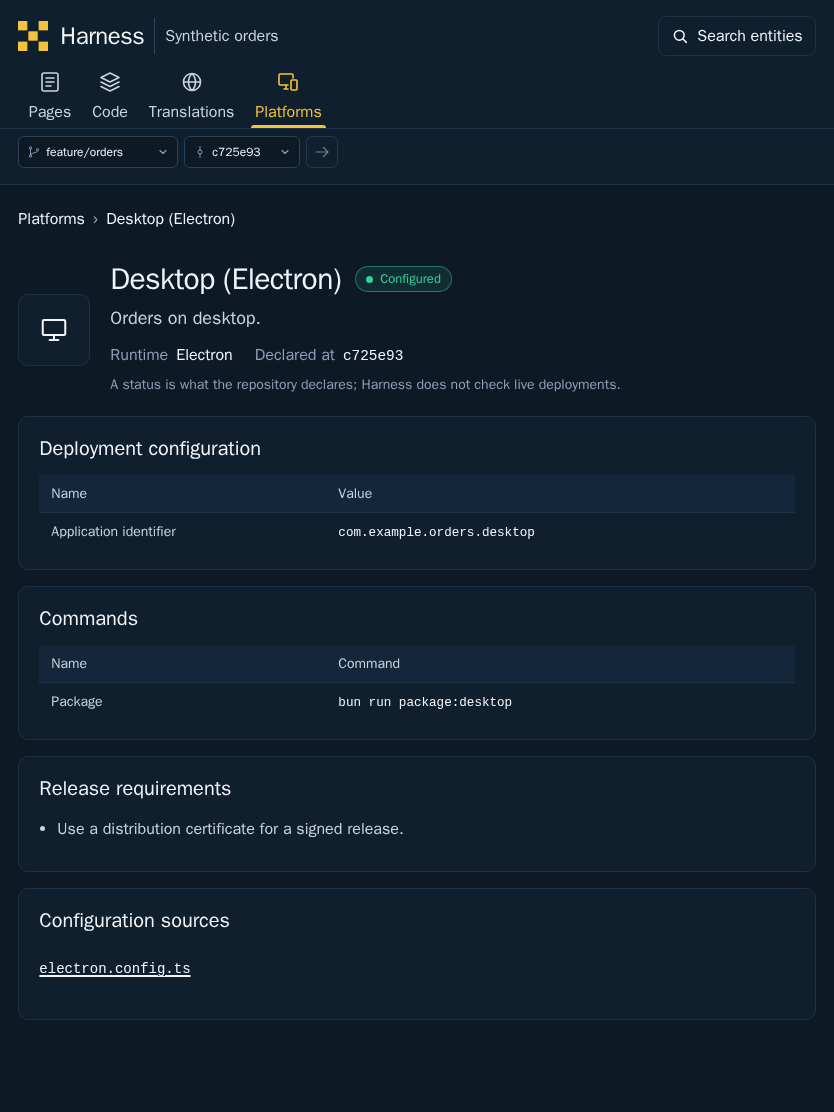 Harness
Synthetic orders
Search entities
Pages
Code
Translations
Platforms
feature/orders
c725e93
Platforms › Desktop (Electron)
Desktop (Electron)
Configured
Orders on desktop.
Runtime Electron Declared at c725e93
A status is what the repository declares; Harness does not check live deployments.
Deployment configuration
Name Value
Application identifier com.example.orders.desktop
Commands
Name Command
Package bun run package:desktop
Release requirements
• Use a distribution certificate for a signed release.
Configuration sources
electron.config.ts